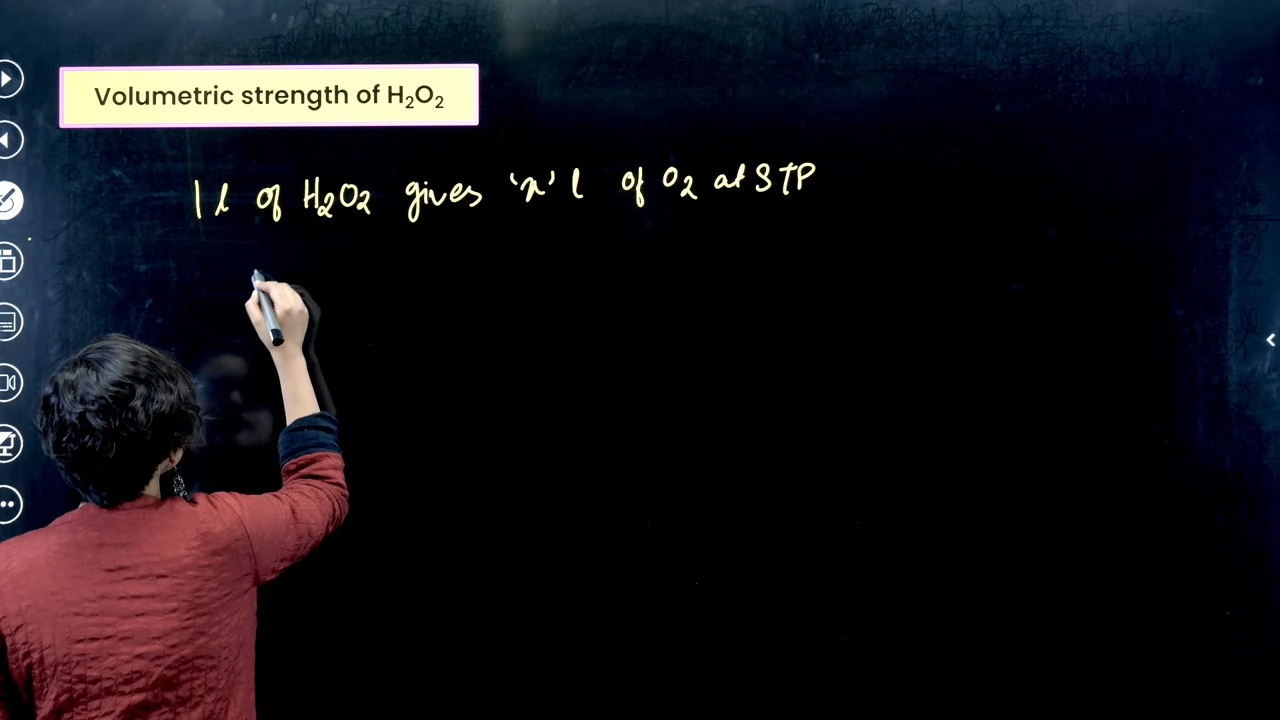 Volumetric strength of H₂O₂
1 l of H₂O₂ gives 'x' l of O₂ at STP